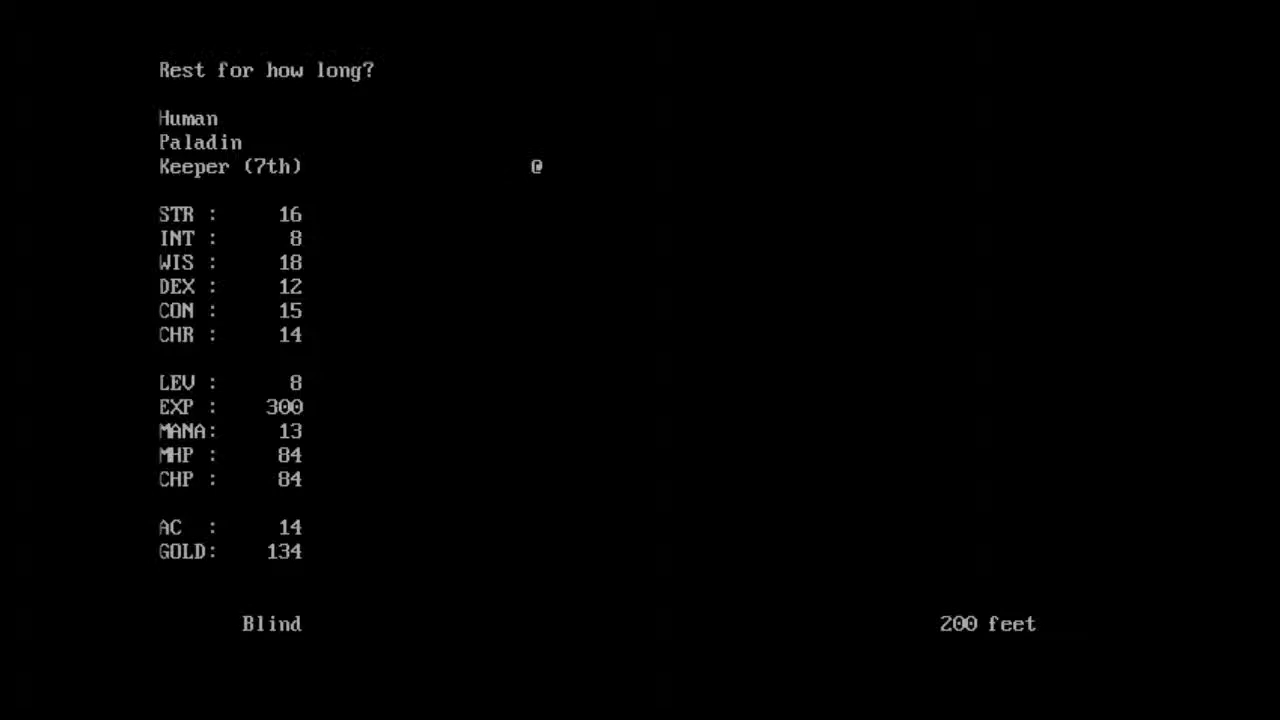 Rest for how long?
Human
Paladin
Keeper (7th)
@
STR : 16
INT : 8
WIS : 18
DEX : 12
CON : 15
CHR : 14
LEV : 8
EXP : 300
MANA: 13
MHP : 84
CHP : 84
AC : 14
GOLD: 134
Blind
200 feet